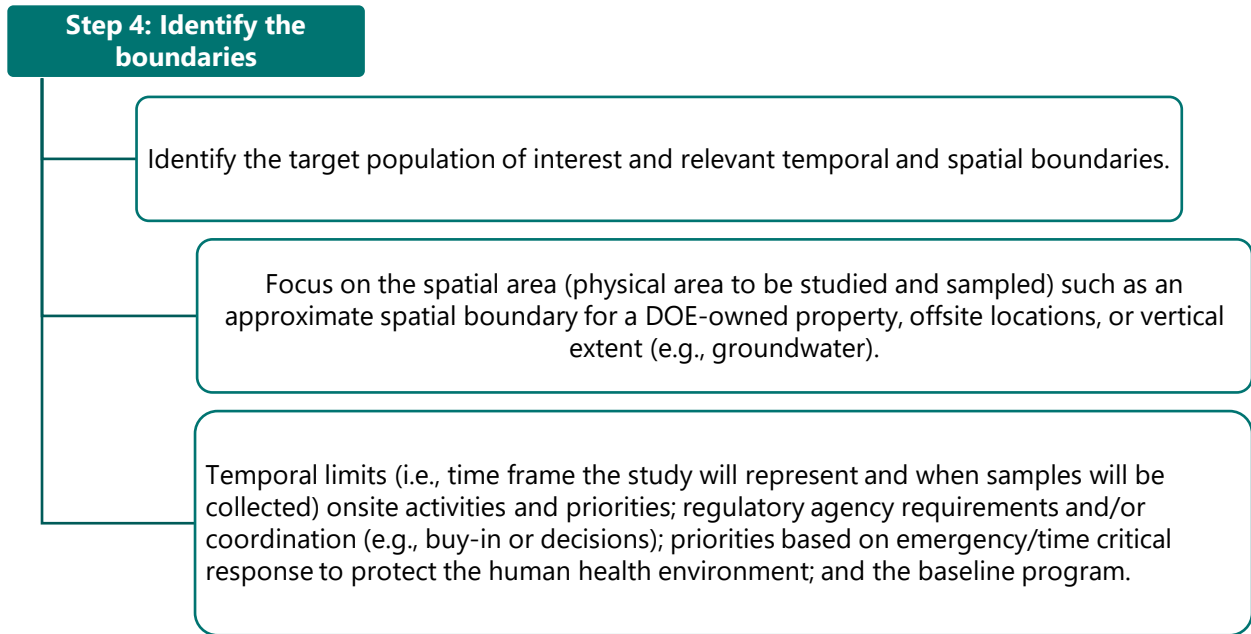 Step 4: Identify the
boundaries
Identify the target population of interest and relevant temporal and spatial boundaries.
Focus on the spatial area (physical area to be studied and sampled) such as an
approximate spatial boundary for a DOE-owned property, offsite locations, or vertical
extent (e.g., groundwater).
Temporal limits (i.e., time frame the study will represent and when samples will be
collected) onsite activities and priorities; regulatory agency requirements and/or
coordination (e.g., buy-in or decisions); priorities based on emergency/time critical
response to protect the human health environment; and the baseline program.